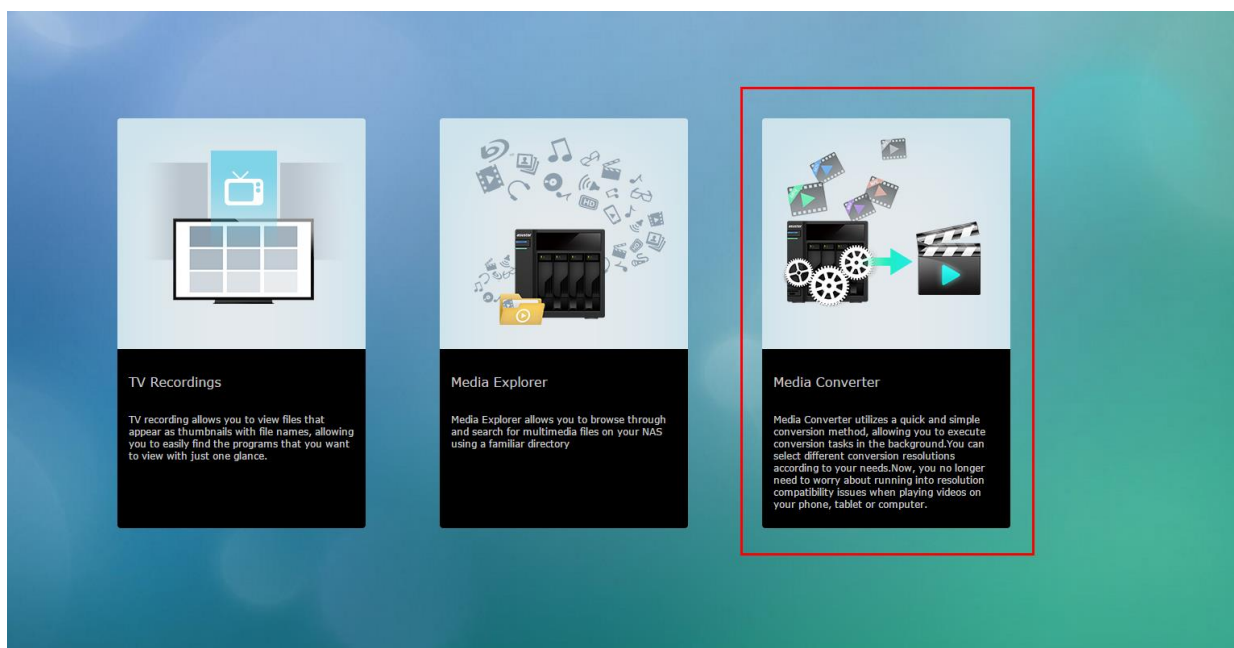 TV Recordings
TV recording allows you to view files that
appear as thumbnails with file names, allowing
you to easily find the programs that you want
to view with just one glance.
HD
Media Explorer
Media Explorer allows you to browse through
and search for multimedia files on your NAS
using a familiar directory
Media Converter
Media Converter utilizes a quick and simple
conversion method, allowing you to execute
conversion tasks in the background.You can
select different conversion resolutions
according to your needs.Now, you no longer
need to worry about running into resolution
compatibility issues when playing videos on
your phone, tablet or computer.